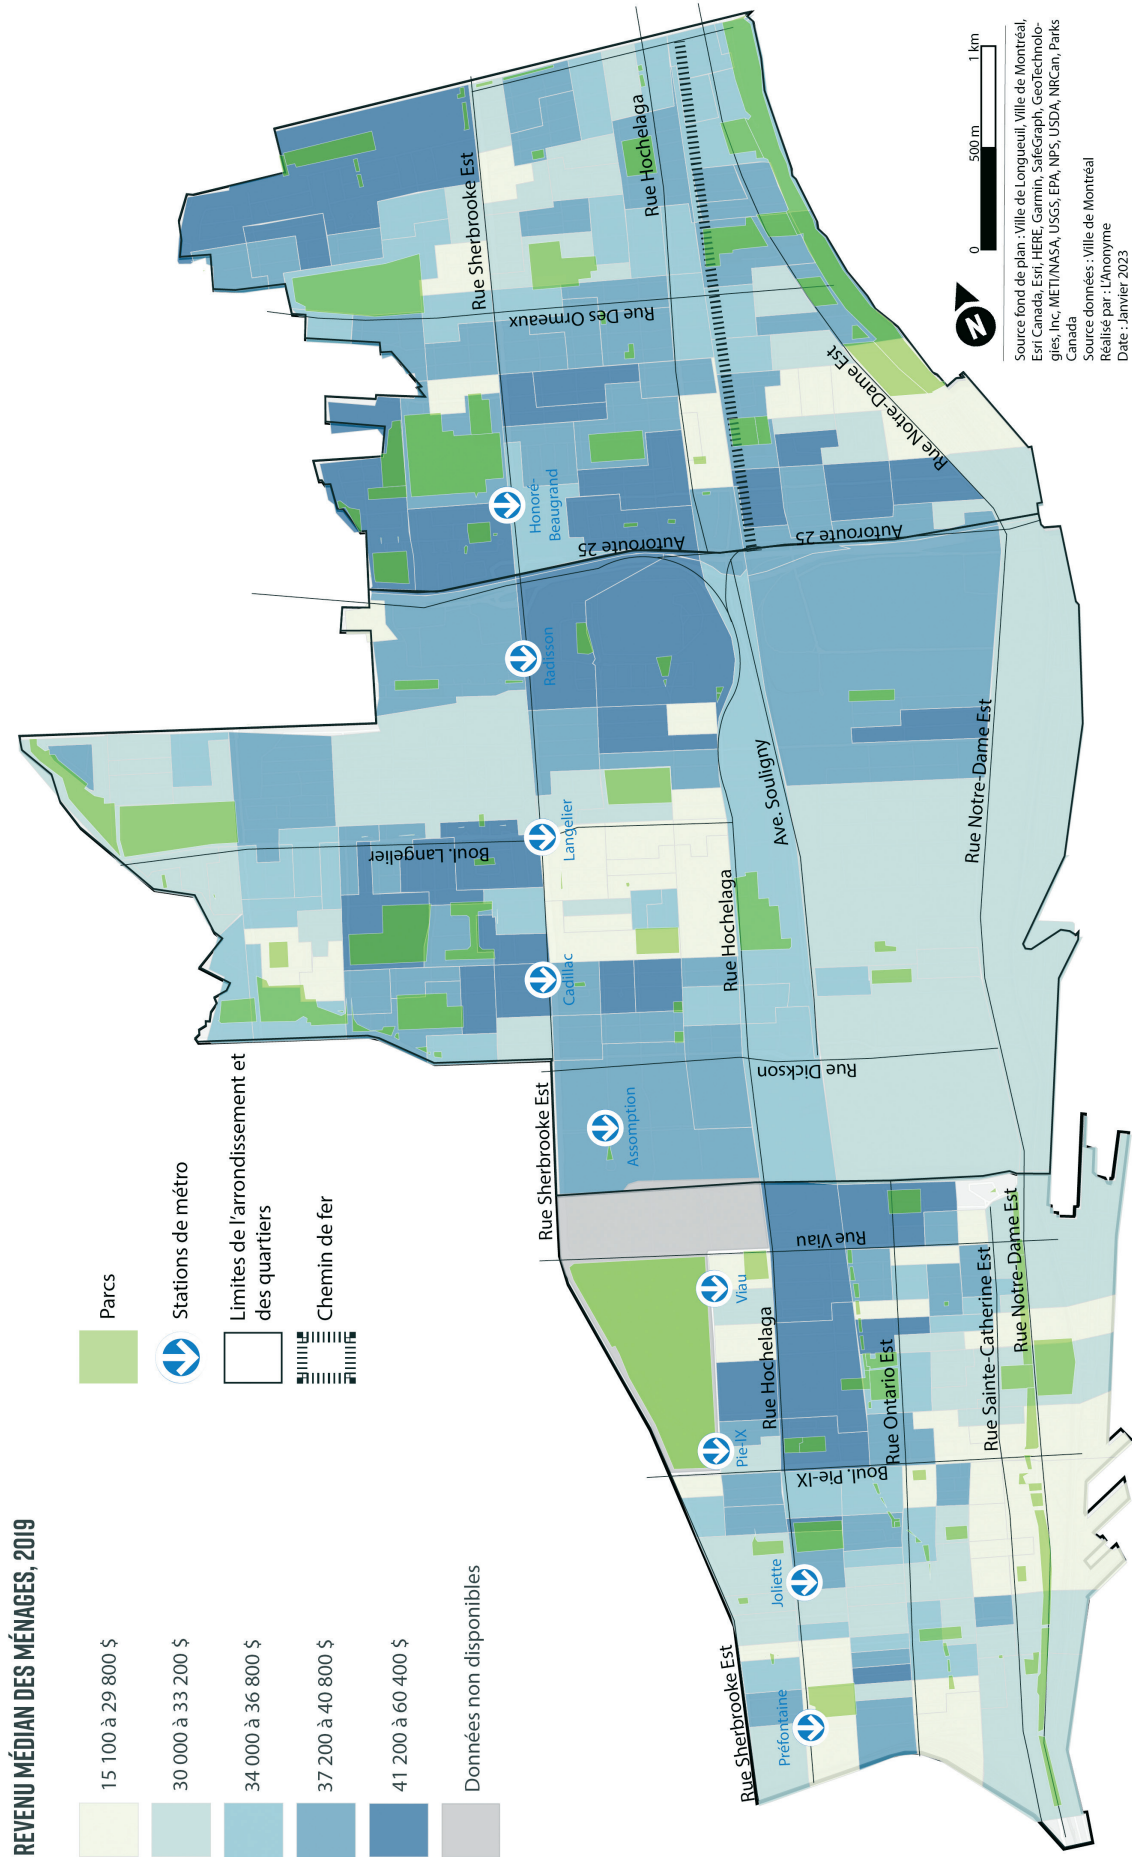 REVENU MÉDIAN DES MÉNAGES, 2019
15 100 à 29 800 $
30 000 à 33 200 $
34 000 à 36 800 $
37 200 à 40 800 $
41 200 à 60 400 $
Données non disponibles
Parcs
Stations de métro
Limites de l'arrondissement et
des quartiers
Chemin de fer
Rue Sherbrooke Est
Rue Sherbrooke Est
Rue Sherbrooke Est
Préfontaine
Joliette
Pie-IX
Viau
Assomption
Cadillac
Langelier
Radisson
Honoré-
Beaugrand
Rue Hochelaga
Rue Hochelaga
Rue Hochelaga
Boul. Pie-IX
Rue Viau
Rue Ontario Est
Rue Sainte-Catherine Est
Rue Notre-Dame Est
Rue Dickson
Boul. Langelier
Ave. Souligny
Rue Notre-Dame Est
Autoroute 25
Autoroute 25
Rue Des Ormeaux
Rue Notre-Dame Est
N
0
500 m
1 km
Source fond de plan : Ville de Longueuil, Ville de Montréal,
Esri Canada, Esri, HERE, Garmin, SafeGraph, GeoTechnolo-
gies, Inc, METI/NASA, USGS, EPA, NPS, USDA, NRCan, Parks
Canada
Source données : Ville de Montréal
Réalisé par : L'Anonyme
Date : Janvier 2023